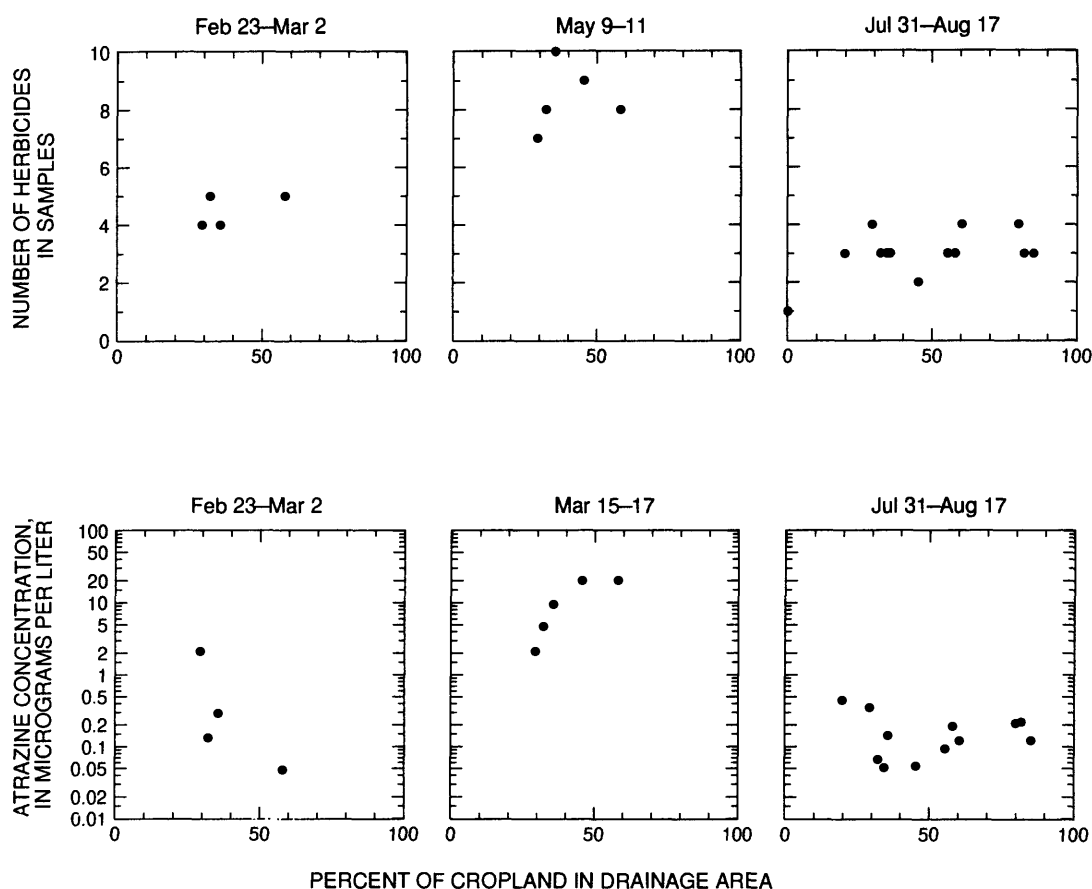 Feb 23–Mar 2
May 9–11
Jul 31–Aug 17
NUMBER OF HERBICIDES
IN SAMPLES
10
8
6
4
2
0
0 50 100
0 50 100
0 50 100
Feb 23–Mar 2
Mar 15–17
Jul 31–Aug 17
ATRAZINE CONCENTRATION,
IN MICROGRAMS PER LITER
100
50
20
10
5
2
1
0.5
0.2
0.1
0.05
0.02
0.01
0 50 100
0 50 100
0 50 100
PERCENT OF CROPLAND IN DRAINAGE AREA